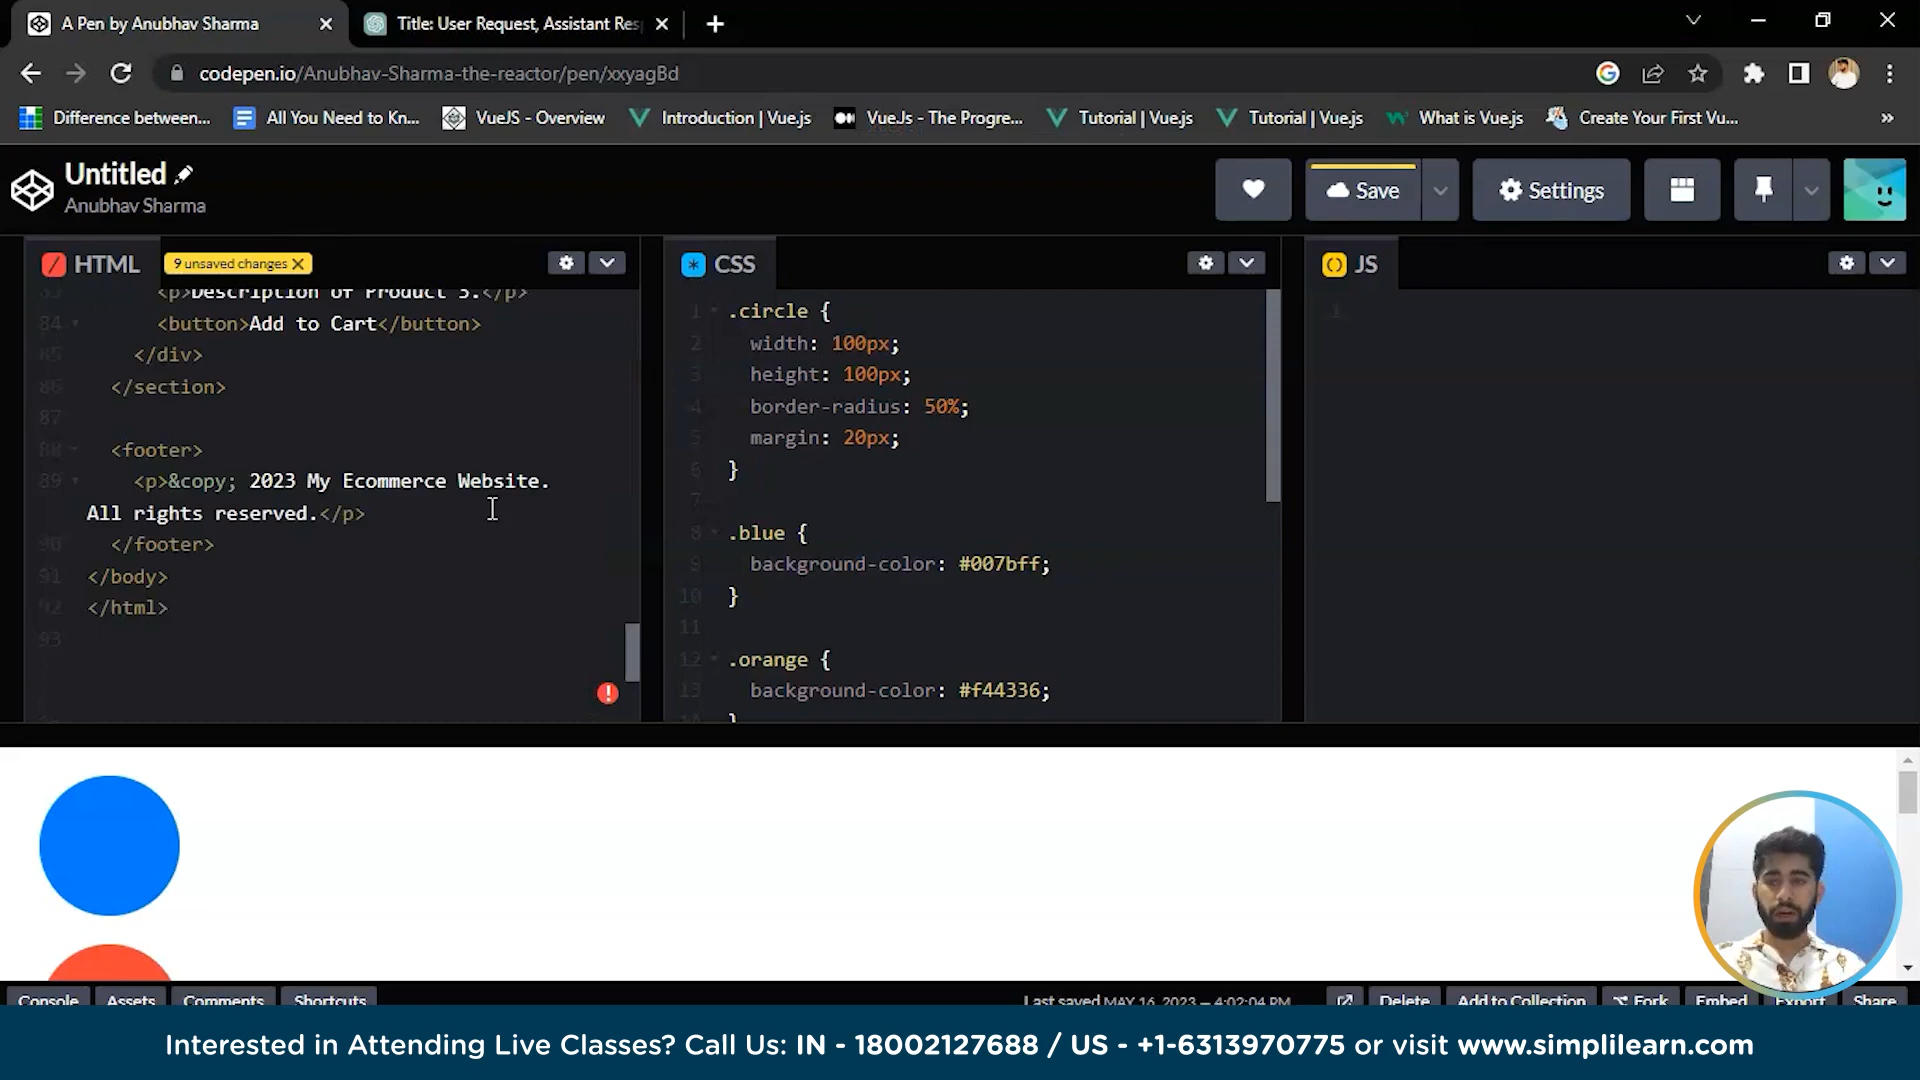 A Pen by Anubhav Sharma
Title: User Request, Assistant Res
codepen.io/Anubhav-Sharma-the-reactor/pen/xxyagBd
Difference between...
All You Need to Kn...
VueJS - Overview
Introduction | Vue.js
VueJs - The Progre...
Tutorial | Vue.js
Tutorial | Vue.js
What is Vue.js
Create Your First Vu...
»
Untitled
Anubhav Sharma
Save
Settings
HTML
9 unsaved changes X
CSS
JS
83 <p>Description of Product 3.</p>
84 <button>Add to Cart</button>
85 </div>
86 </section>
87
88 <footer>
89 <p>&copy; 2023 My Ecommerce Website.
All rights reserved.</p>
90 </footer>
91 </body>
92 </html>
93
1 .circle {
2 width: 100px;
3 height: 100px;
4 border-radius: 50%;
5 margin: 20px;
6 }
7
8 .blue {
9 background-color: #007bff;
10 }
11
12 .orange {
13 background-color: #f44336;
14 }
1
Console
Assets
Comments
Shortcuts
Last saved MAY 16, 2023 — 4:02:04 PM
Delete
Add to Collection
Fork
Embed
Export
Share
Interested in Attending Live Classes? Call Us: IN - 18002127688 / US - +1-6313970775 or visit www.simplilearn.com